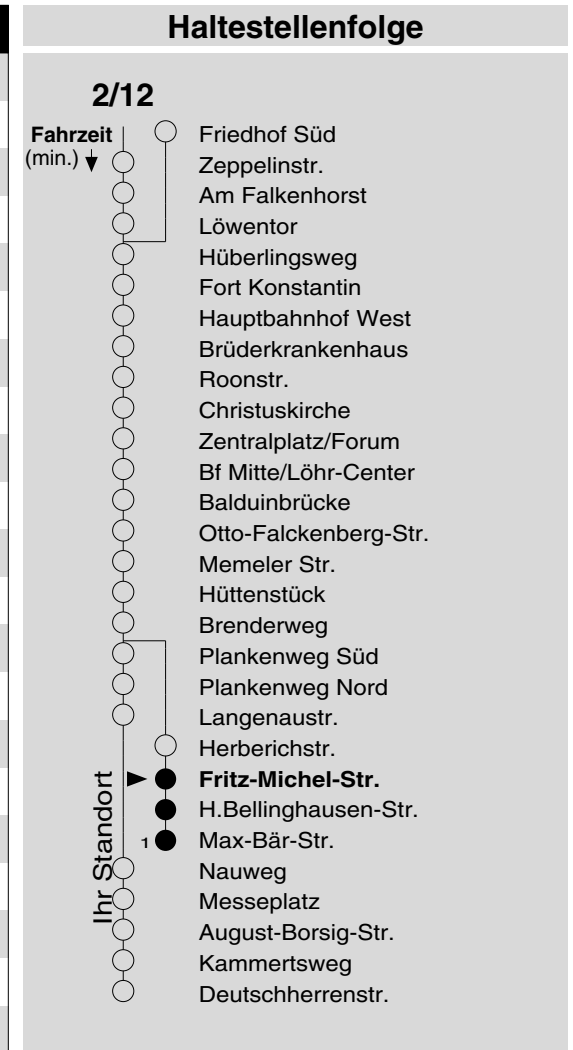 Haltestellenfolge
2/12
Fahrzeit
(min.)
Friedhof Süd
Zeppelinstr.
Am Falkenhorst
Löwentor
Hüberlingsweg
Fort Konstantin
Hauptbahnhof West
Brüderkrankenhaus
Roonstr.
Christuskirche
Zentralplatz/Forum
Bf Mitte/Löhr-Center
Balduinbrücke
Otto-Falckenberg-Str.
Memeler Str.
Hüttenstück
Brenderweg
Plankenweg Süd
Plankenweg Nord
Langenaustr.
Herberichstr.
Ihr Standort
Fritz-Michel-Str.
H.Bellinghausen-Str.
1 Max-Bär-Str.
Nauweg
Messeplatz
August-Borsig-Str.
Kammertsweg
Deutschherrenstr.